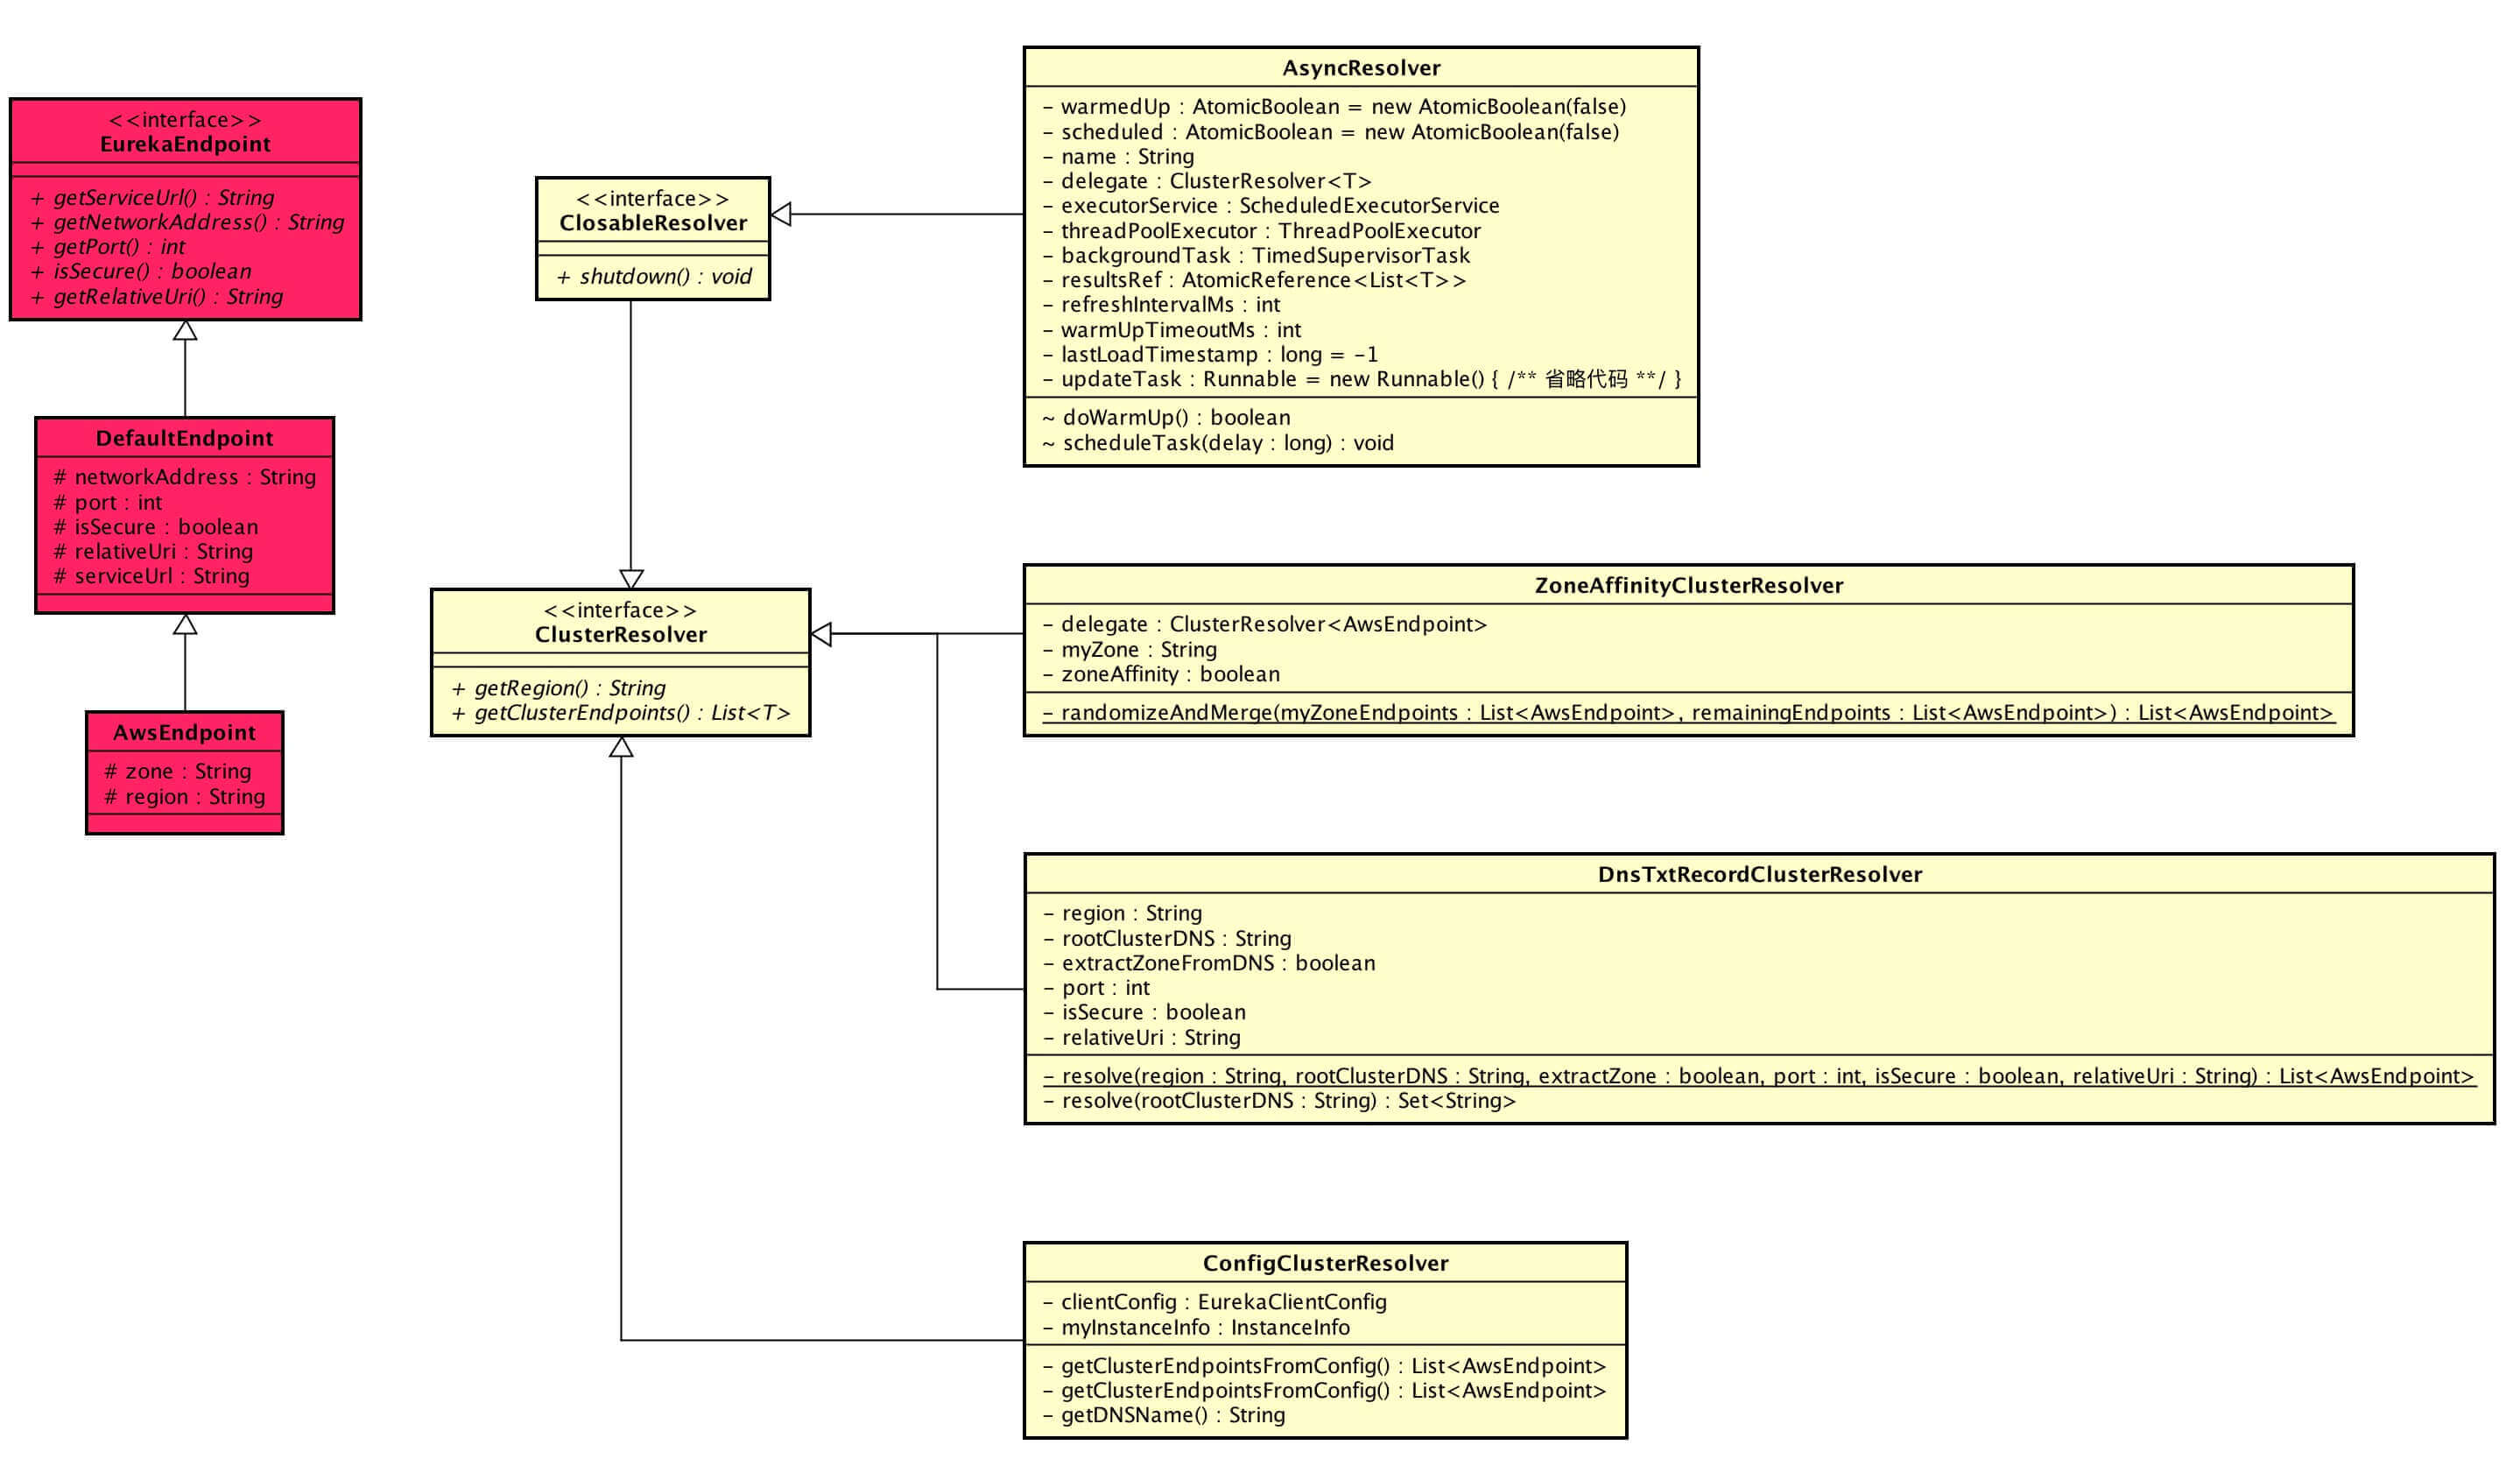 <<interface>>
EurekaEndpoint
+ getServiceUrl() : String
+ getNetworkAddress() : String
+ getPort() : int
+ isSecure() : boolean
+ getRelativeUri() : String
DefaultEndpoint
# networkAddress : String
# port : int
# isSecure : boolean
# relativeUri : String
# serviceUrl : String
AwsEndpoint
# zone : String
# region : String
<<interface>>
ClosableResolver
+ shutdown() : void
<<interface>>
ClusterResolver
+ getRegion() : String
+ getClusterEndpoints() : List<T>
AsyncResolver
- warmedUp : AtomicBoolean = new AtomicBoolean(false)
- scheduled : AtomicBoolean = new AtomicBoolean(false)
- name : String
- delegate : ClusterResolver<T>
- executorService : ScheduledExecutorService
- threadPoolExecutor : ThreadPoolExecutor
- backgroundTask : TimedSupervisorTask
- resultsRef : AtomicReference<List<T>>
- refreshIntervalMs : int
- warmUpTimeoutMs : int
- lastLoadTimestamp : long = -1
- updateTask : Runnable = new Runnable() { /** 省略代码 **/ }
~ doWarmUp() : boolean
~ scheduleTask(delay : long) : void
ZoneAffinityClusterResolver
- delegate : ClusterResolver<AwsEndpoint>
- myZone : String
- zoneAffinity : boolean
- randomizeAndMerge(myZoneEndpoints : List<AwsEndpoint>, remainingEndpoints : List<AwsEndpoint>) : List<AwsEndpoint>
DnsTxtRecordClusterResolver
- region : String
- rootClusterDNS : String
- extractZoneFromDNS : boolean
- port : int
- isSecure : boolean
- relativeUri : String
- resolve(region : String, rootClusterDNS : String, extractZone : boolean, port : int, isSecure : boolean, relativeUri : String) : List<AwsEndpoint>
- resolve(rootClusterDNS : String) : Set<String>
ConfigClusterResolver
- clientConfig : EurekaClientConfig
- myInstanceInfo : InstanceInfo
- getClusterEndpointsFromConfig() : List<AwsEndpoint>
- getClusterEndpointsFromConfig() : List<AwsEndpoint>
- getDNSName() : String